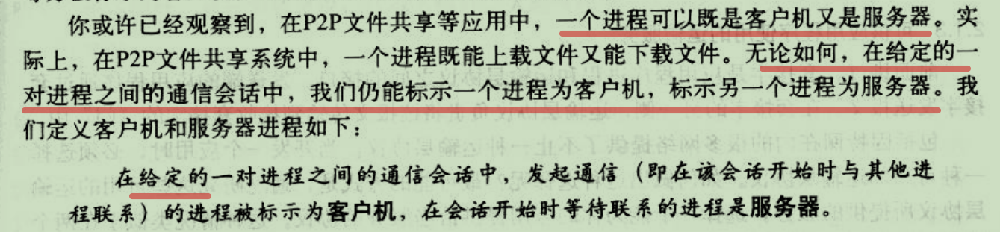 你或许已经观察到，在P2P文件共享等应用中，一个进程可以既是客户机又是服务器。实
际上，在P2P文件共享系统中，一个进程既能上载文件又能下载文件。无论如何，在给定的一
对进程之间的通信会话中，我们仍能标示一个进程为客户机，标示另一个进程为服务器。我
们定义客户机和服务器进程如下：
在给定的一对进程之间的通信会话中，发起通信（即在该会话开始时与其他进
程联系）的进程被标示为客户机，在会话开始时等待联系的进程是服务器。